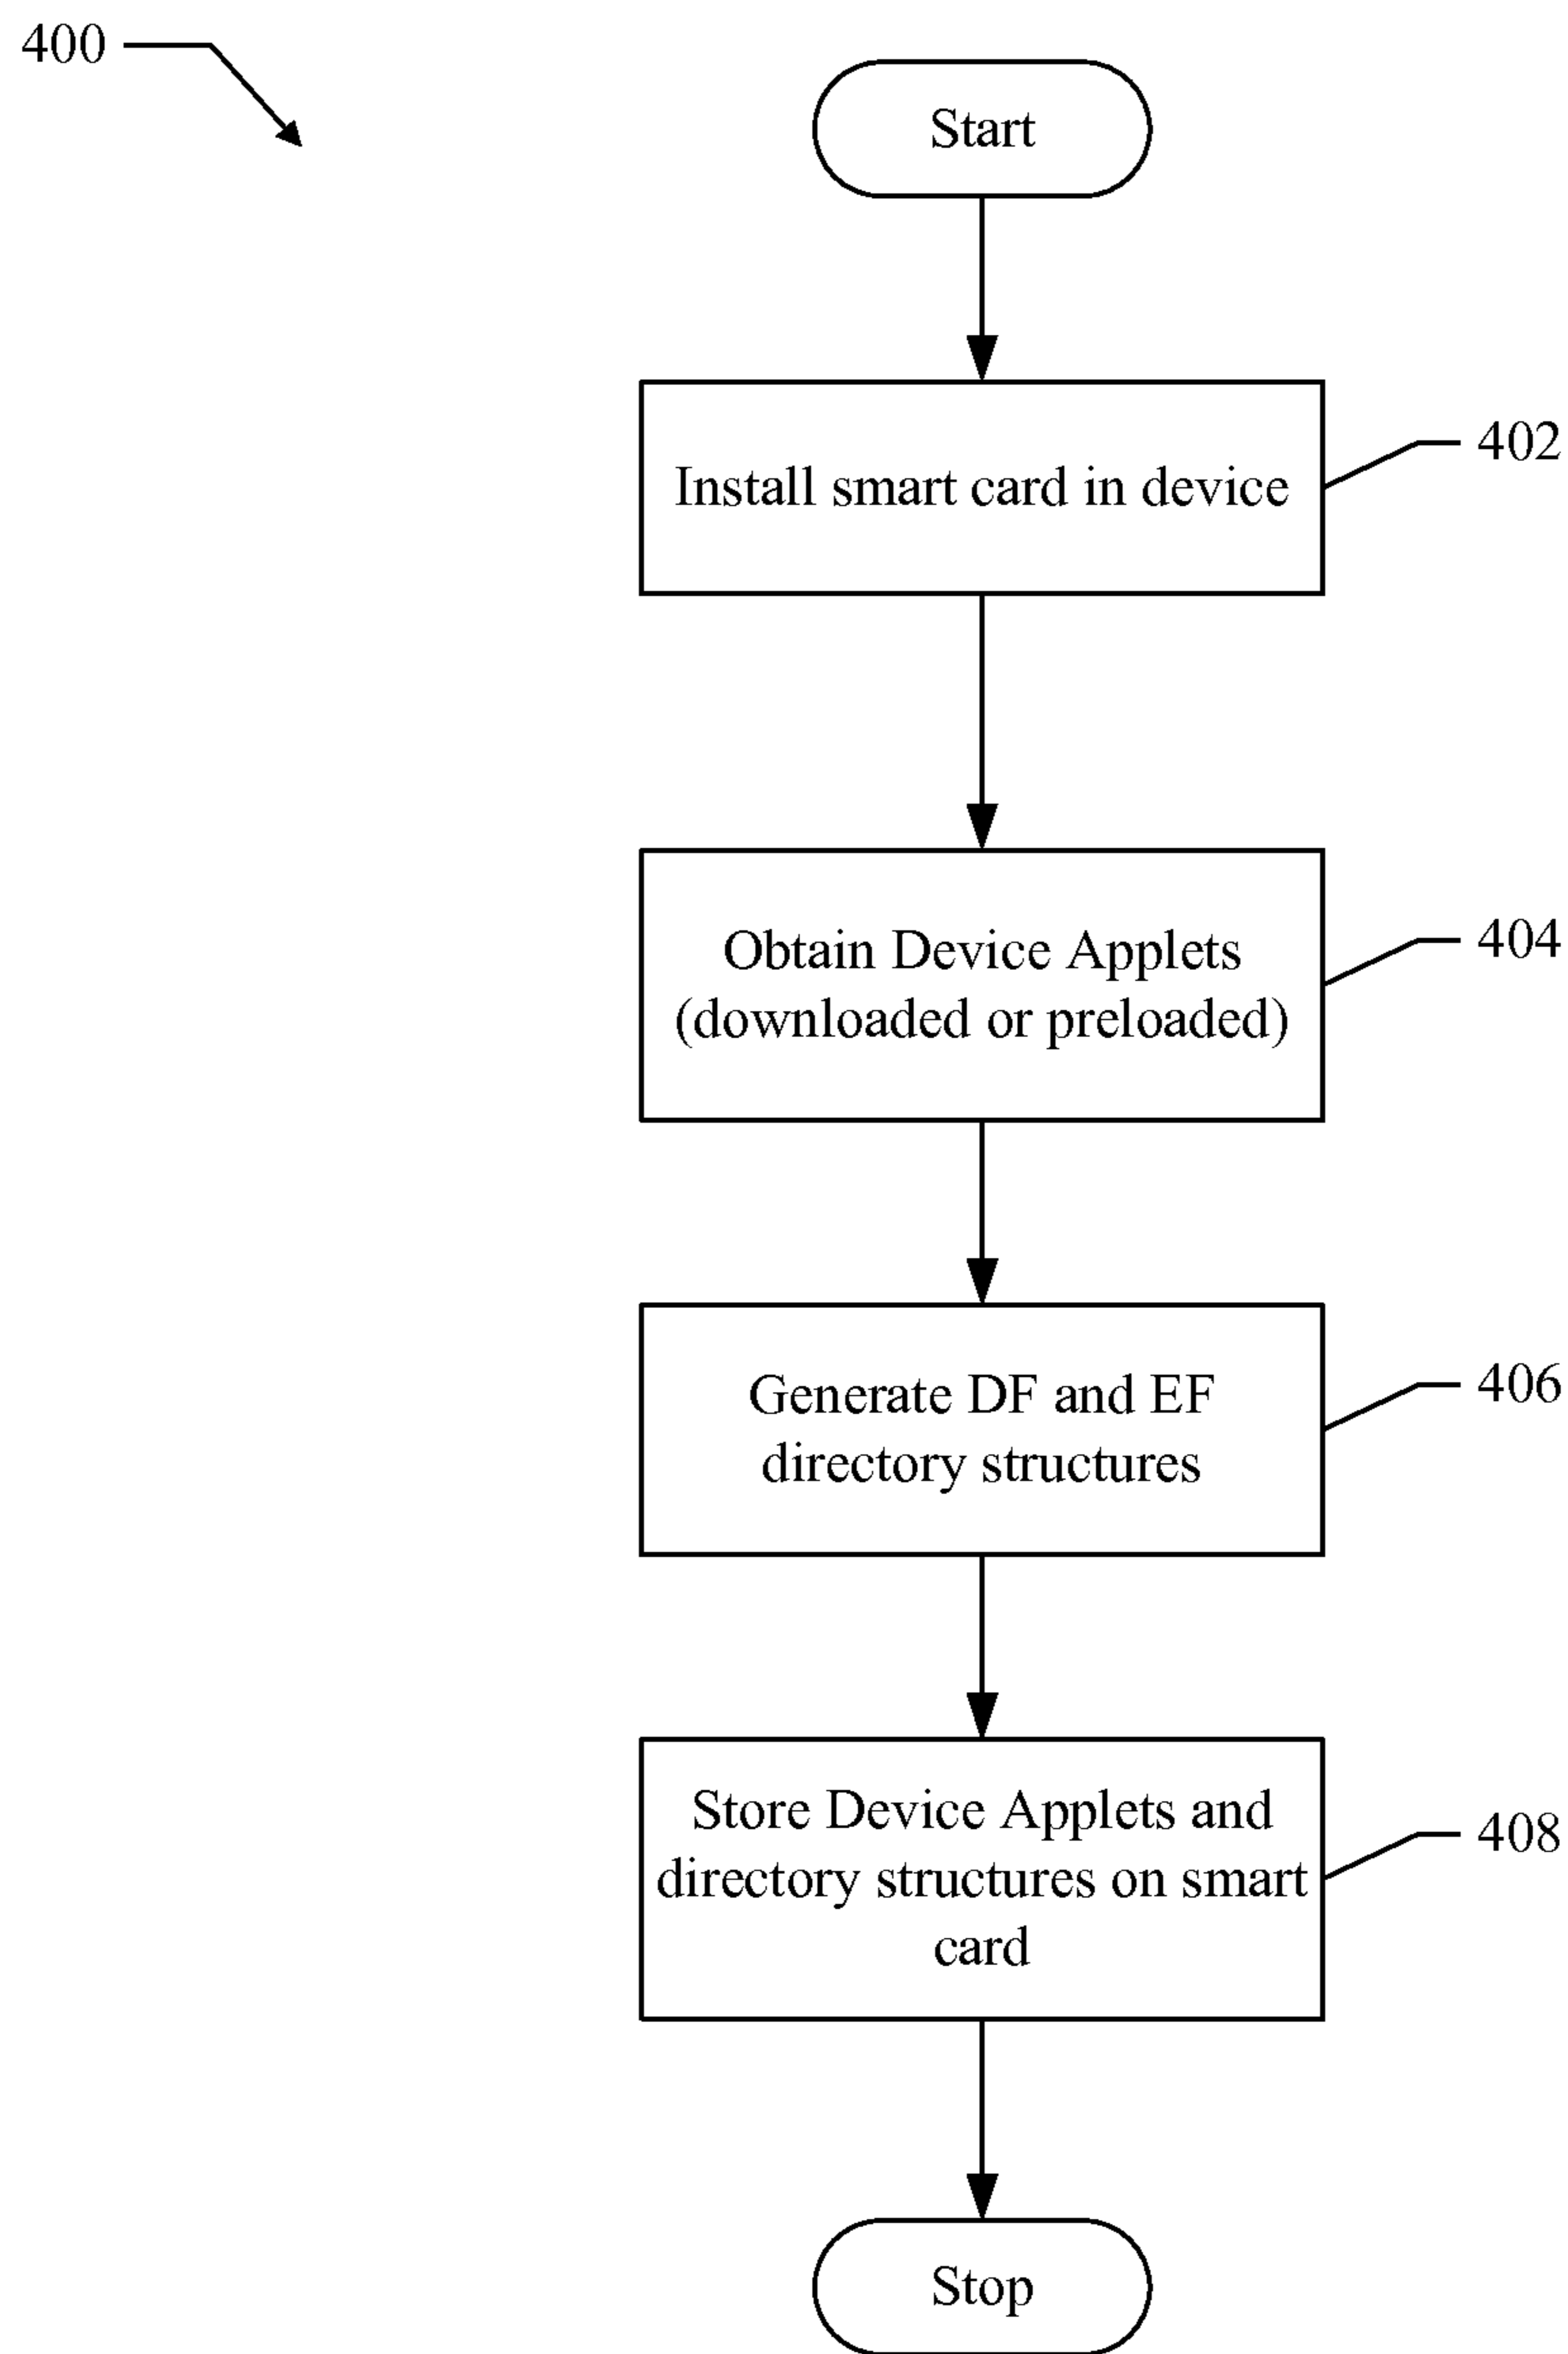 400
Start
Install smart card in device
402
Obtain Device Applets
(downloaded or preloaded)
404
Generate DF and EF
directory structures
406
Store Device Applets and
directory structures on smart
card
408
Stop